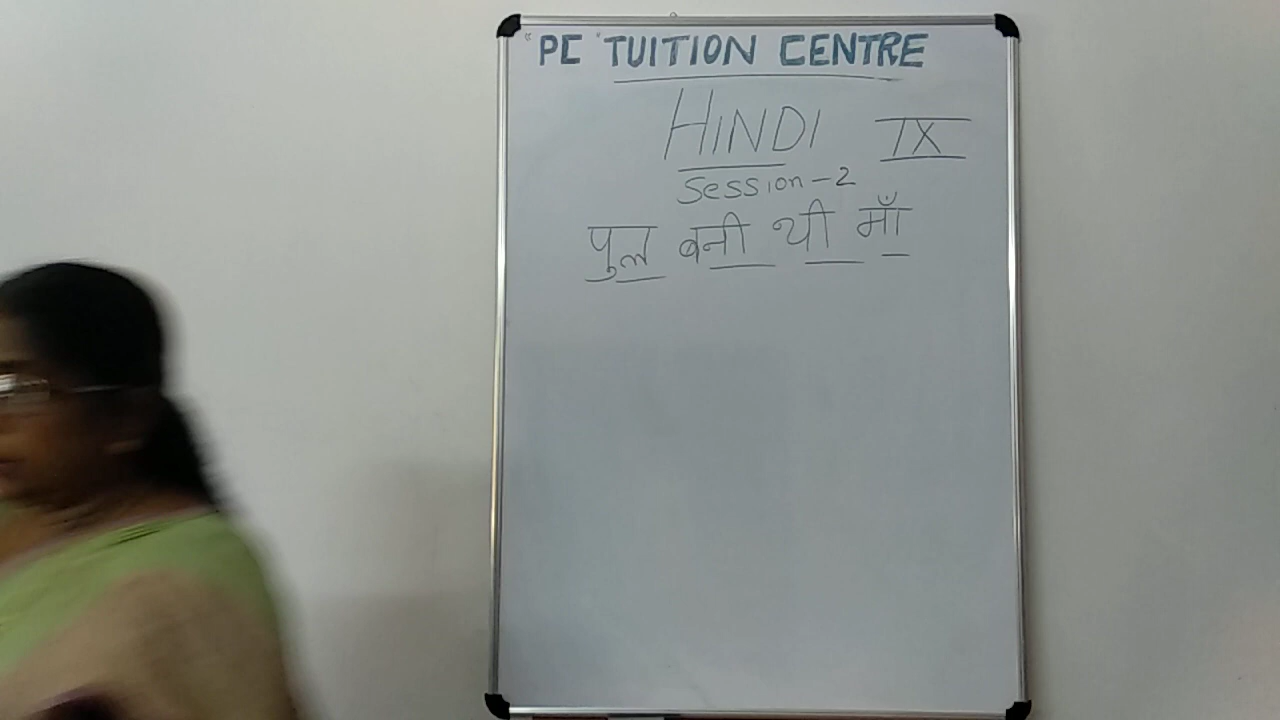 "PC" TUITION CENTRE
HINDI IX
Session-2
पुल बनी थी माँ